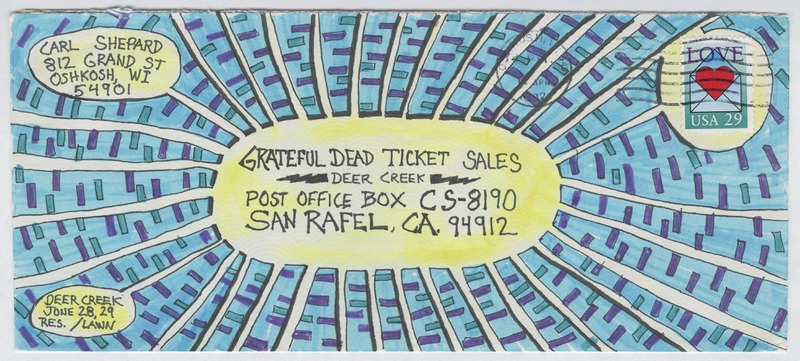 CARL SHEPARD
812 GRAND ST
OSHKOSH, WI
54901
LOVE
USA 29
GRATEFUL DEAD TICKET SALES
DEER CREEK
POST OFFICE BOX CS-8190
SAN RAFEL, CA. 94912
DEER CREEK
JONE 28, 29
RES. /LAWN